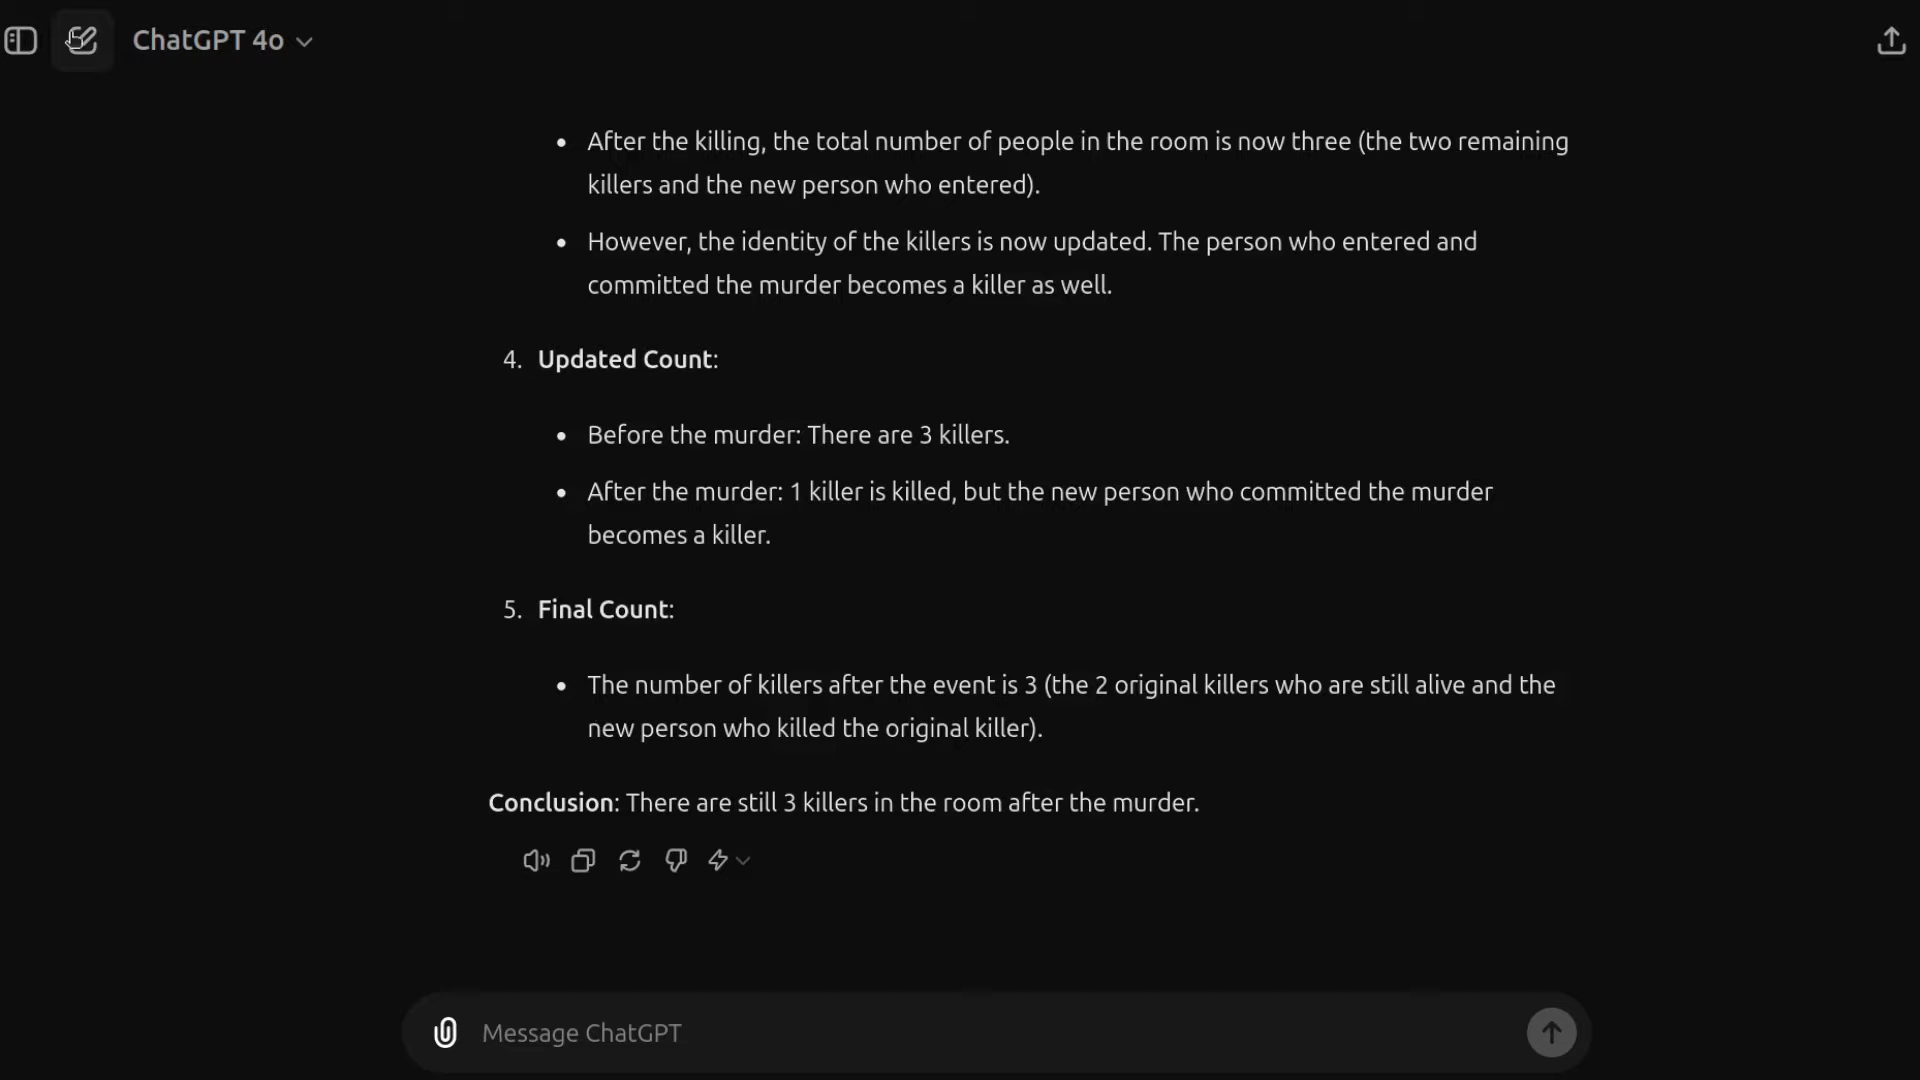 ChatGPT 4o
• After the killing, the total number of people in the room is now three (the two remaining
killers and the new person who entered).
• However, the identity of the killers is now updated. The person who entered and
committed the murder becomes a killer as well.
4. Updated Count:
• Before the murder: There are 3 killers.
• After the murder: 1 killer is killed, but the new person who committed the murder
becomes a killer.
5. Final Count:
• The number of killers after the event is 3 (the 2 original killers who are still alive and the
new person who killed the original killer).
Conclusion: There are still 3 killers in the room after the murder.
Message ChatGPT